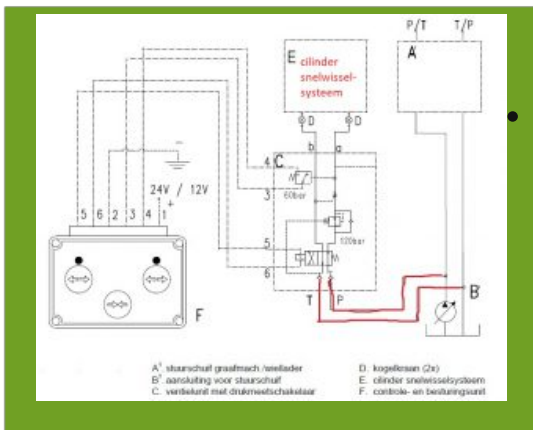 P/T T/P
A
E cilinder
snelwissel-
systeem
D D
b a
4 C
3
60bar
24V / 12V
+
5 6 2 3 4 1
120bar
5
6
T P
B
F
A. stuurschuif graafmach./wiellader
B. aansluiting voor stuurschuif
C. verdielunit met drukmeetschakelaar
D. kogelkraan (2x)
E. cilinder snelwisselsysteem
F. controle- en besturingsunit